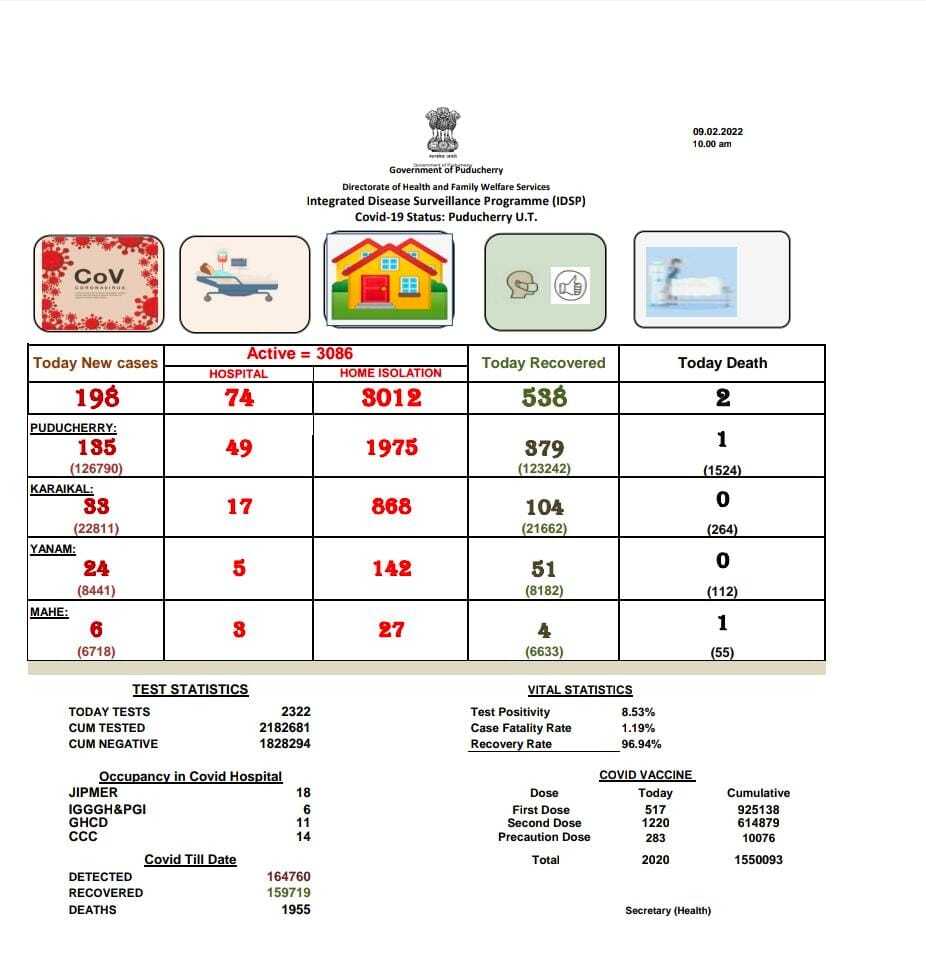 09.02.2022
10.00 am
सत्यमेव जयते
Government of Puducherry
Government of Puducherry
Directorate of Health and Family Welfare Services
Integrated Disease Surveillance Programme (IDSP)
Covid-19 Status: Puducherry U.T.
CoV
CORONAVIRUS
Today New cases Active = 3086 Today Recovered Today Death
HOSPITAL HOME ISOLATION
198 74 3012 538 2
PUDUCHERRY:
135 49 1975 379 1
(126790) (123242) (1524)
KARAIKAL:
33 17 868 104 0
(22811) (21662) (264)
YANAM:
24 5 142 51 0
(8441) (8182) (112)
MAHE:
6 3 27 4 1
(6718) (6633) (55)
TEST STATISTICS
TODAY TESTS 2322
CUM TESTED 2182681
CUM NEGATIVE 1828294
VITAL STATISTICS
Test Positivity 8.53%
Case Fatality Rate 1.19%
Recovery Rate 96.94%
Occupancy in Covid Hospital
JIPMER 18
IGGGH&PGI 6
GHCD 11
CCC 14
COVID VACCINE
Dose Today Cumulative
First Dose 517 925138
Second Dose 1220 614879
Precaution Dose 283 10076
Total 2020 1550093
Covid Till Date
DETECTED 164760
RECOVERED 159719
DEATHS 1955
Secretary (Health)